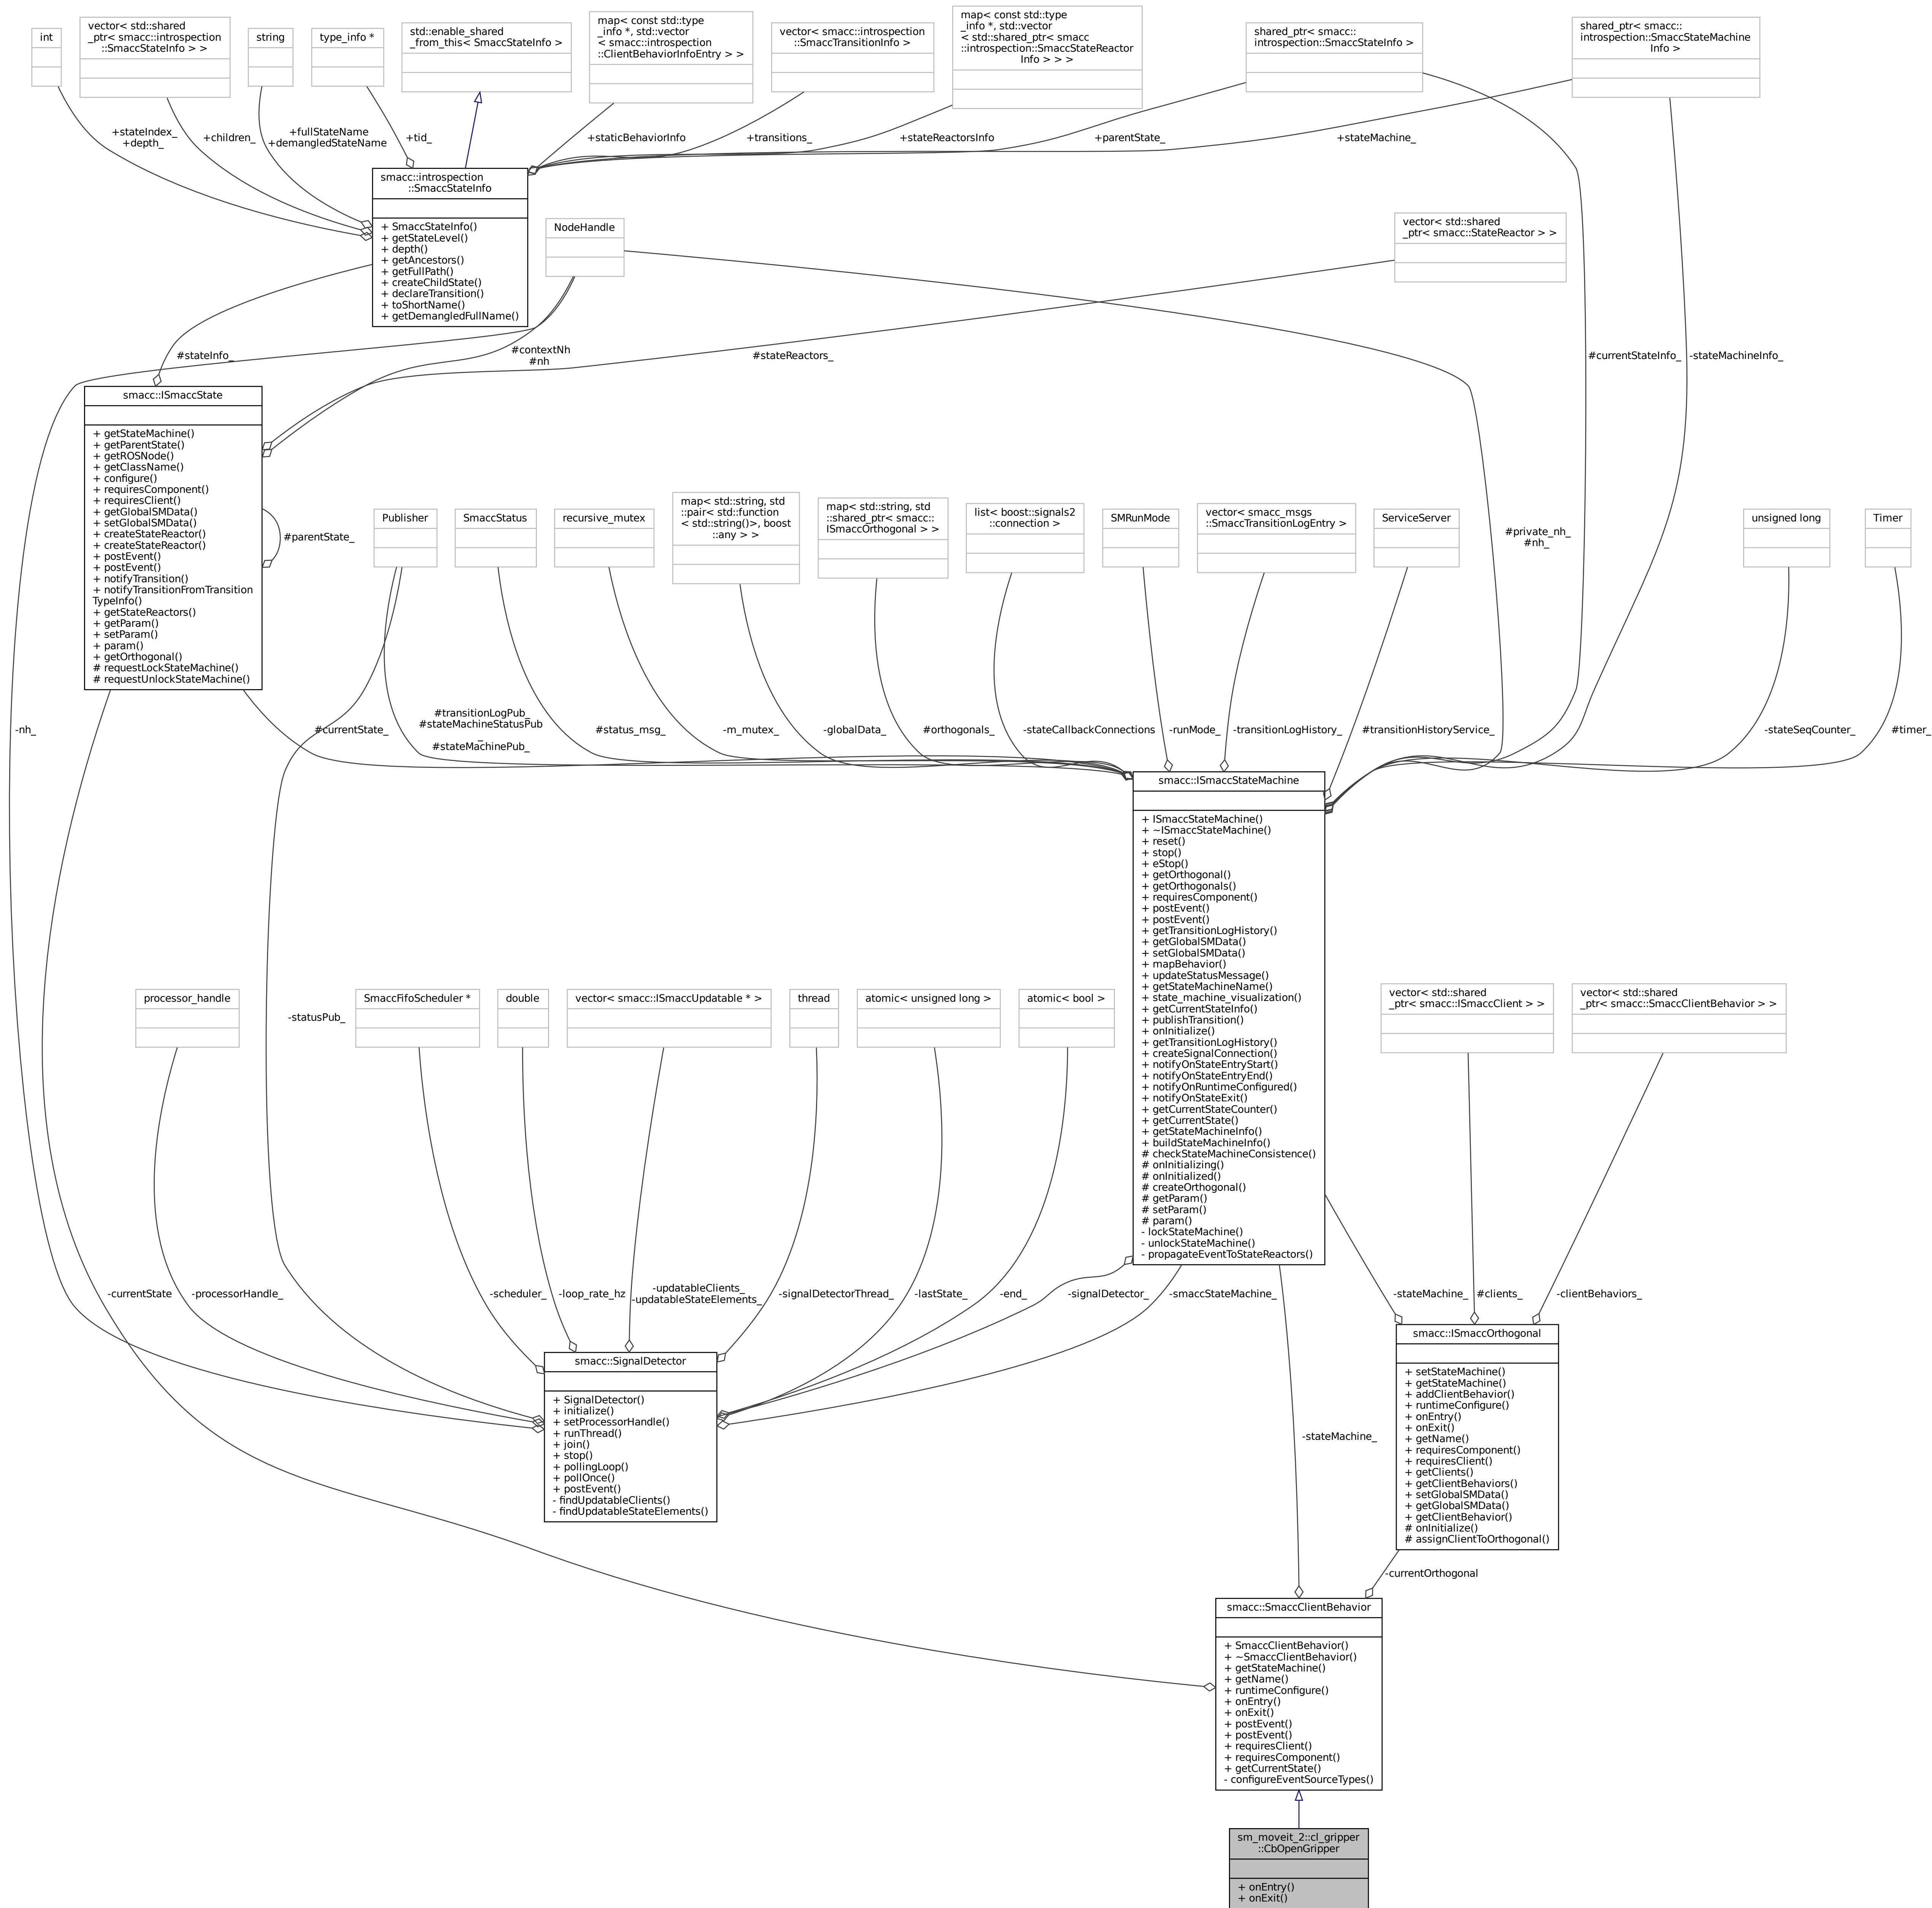 int
vector< std::shared
_ptr< smacc::introspection
::SmaccStateInfo > >
string
type_info *
std::enable_shared
_from_this< SmaccStateInfo >
map< const std::type
_info *, std::vector
< smacc::introspection
::ClientBehaviorInfoEntry > >
vector< smacc::introspection
::SmaccTransitionInfo >
map< const std::type
_info *, std::vector
< std::shared_ptr< smacc
::introspection::SmaccStateReactor
Info > > >
shared_ptr< smacc::
introspection::SmaccStateInfo >
shared_ptr< smacc::
introspection::SmaccStateMachine
Info >
+stateIndex_
+depth_
+children_
+fullStateName
+demangledStateName
+tid_
+staticBehaviorInfo
+transitions_
+stateReactorsInfo
+parentState_
+stateMachine_
smacc::introspection
::SmaccStateInfo
+ SmaccStateInfo()
+ getStateLevel()
+ depth()
+ getAncestors()
+ getFullPath()
+ createChildState()
+ declareTransition()
+ toShortName()
+ getDemangledFullName()
NodeHandle
vector< std::shared
_ptr< smacc::StateReactor > >
#stateInfo_
#contextNh
#nh
#stateReactors_
#currentStateInfo_
-stateMachineInfo_
smacc::ISmaccState
+ getStateMachine()
+ getParentState()
+ getROSNode()
+ getClassName()
+ configure()
+ requiresComponent()
+ requiresClient()
+ getGlobalSMData()
+ setGlobalSMData()
+ createStateReactor()
+ createStateReactor()
+ postEvent()
+ postEvent()
+ notifyTransition()
+ notifyTransitionFromTransition
TypeInfo()
+ getStateReactors()
+ getParam()
+ setParam()
+ param()
+ getOrthogonal()
# requestLockStateMachine()
# requestUnlockStateMachine()
#parentState_
Publisher
SmaccStatus
recursive_mutex
map< std::string, std
::pair< std::function
< std::string()>, boost
::any > >
map< std::string, std
::shared_ptr< smacc::
ISmaccOrthogonal > >
list< boost::signals2
::connection >
SMRunMode
vector< smacc_msgs
::SmaccTransitionLogEntry >
ServiceServer
#private_nh_
#nh_
unsigned long
Timer
-nh_
#currentState_
#transitionLogPub_
#stateMachineStatusPub
_
#stateMachinePub_
#status_msg_
-m_mutex_
-globalData_
#orthogonals_
-stateCallbackConnections
-runMode_
-transitionLogHistory_
#transitionHistoryService_
-stateSeqCounter_
#timer_
smacc::ISmaccStateMachine
+ ISmaccStateMachine()
+ ~ISmaccStateMachine()
+ reset()
+ stop()
+ eStop()
+ getOrthogonal()
+ getOrthogonals()
+ requiresComponent()
+ postEvent()
+ postEvent()
+ getTransitionLogHistory()
+ getGlobalSMData()
+ setGlobalSMData()
+ mapBehavior()
+ updateStatusMessage()
+ getStateMachineName()
+ state_machine_visualization()
+ getCurrentStateInfo()
+ publishTransition()
+ onInitialize()
+ getTransitionLogHistory()
+ createSignalConnection()
+ notifyOnStateEntryStart()
+ notifyOnStateEntryEnd()
+ notifyOnRuntimeConfigured()
+ notifyOnStateExit()
+ getCurrentStateCounter()
+ getCurrentState()
+ getStateMachineInfo()
+ buildStateMachineInfo()
# checkStateMachineConsistence()
# onInitializing()
# onInitialized()
# createOrthogonal()
# getParam()
# setParam()
# param()
- lockStateMachine()
- unlockStateMachine()
- propagateEventToStateReactors()
processor_handle
-statusPub_
SmaccFifoScheduler *
double
vector< smacc::ISmaccUpdatable * >
thread
atomic< unsigned long >
atomic< bool >
vector< std::shared
_ptr< smacc::ISmaccClient > >
vector< std::shared
_ptr< smacc::SmaccClientBehavior > >
-currentState
-processorHandle_
-scheduler_
-loop_rate_hz
-updatableClients_
-updatableStateElements_
-signalDetectorThread_
-lastState_
-end_
-signalDetector_
-smaccStateMachine_
-stateMachine_
#clients_
-clientBehaviors_
smacc::SignalDetector
+ SignalDetector()
+ initialize()
+ setProcessorHandle()
+ runThread()
+ join()
+ stop()
+ pollingLoop()
+ pollOnce()
+ postEvent()
- findUpdatableClients()
- findUpdatableStateElements()
smacc::ISmaccOrthogonal
+ setStateMachine()
+ getStateMachine()
+ addClientBehavior()
+ runtimeConfigure()
+ onEntry()
+ onExit()
+ getName()
+ requiresComponent()
+ requiresClient()
+ getClients()
+ getClientBehaviors()
+ setGlobalSMData()
+ getGlobalSMData()
+ getClientBehavior()
# onInitialize()
# assignClientToOrthogonal()
-stateMachine_
-currentOrthogonal
smacc::SmaccClientBehavior
+ SmaccClientBehavior()
+ ~SmaccClientBehavior()
+ getStateMachine()
+ getName()
+ runtimeConfigure()
+ onEntry()
+ onExit()
+ postEvent()
+ postEvent()
+ requiresClient()
+ requiresComponent()
+ getCurrentState()
- configureEventSourceTypes()
sm_moveit_2::cl_gripper
::CbOpenGripper
+ onEntry()
+ onExit()